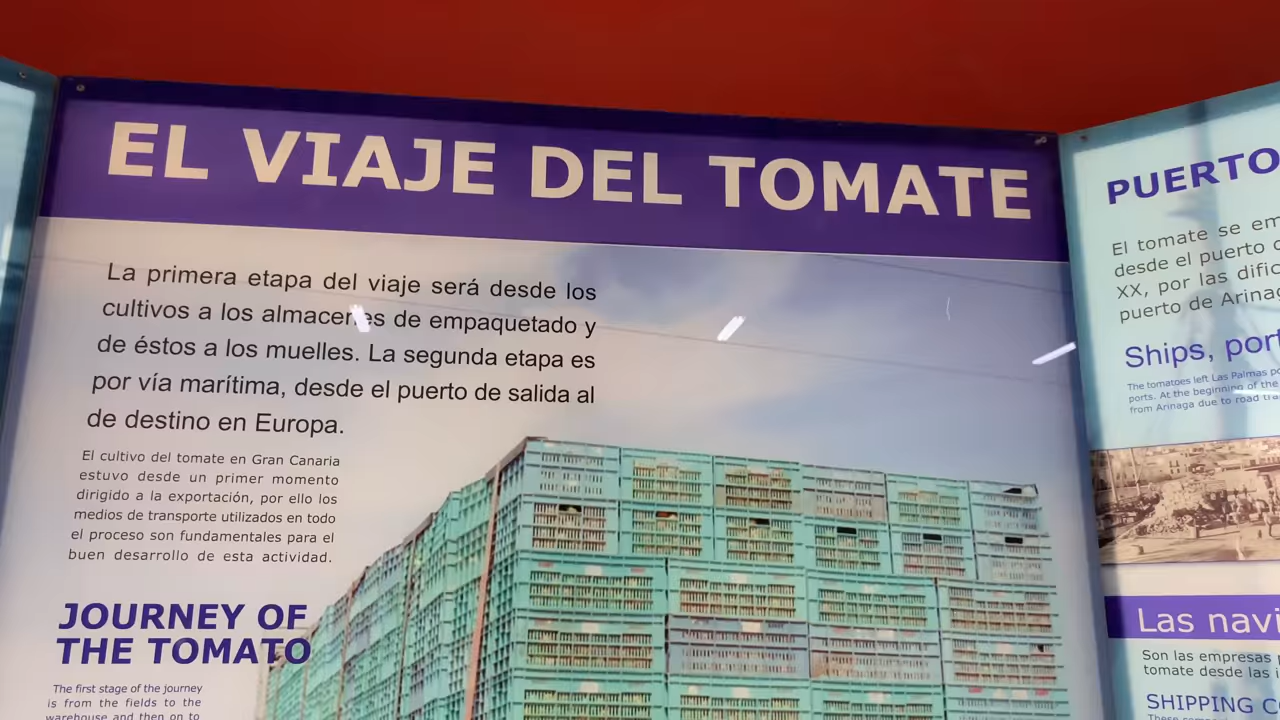 EL VIAJE DEL TOMATE
La primera etapa del viaje será desde los
cultivos a los almacenes de empaquetado y
de éstos a los muelles. La segunda etapa es
por vía marítima, desde el puerto de salida al
de destino en Europa.
El cultivo del tomate en Gran Canaria
estuvo desde un primer momento
dirigido a la exportación, por ello los
medios de transporte utilizados en todo
el proceso son fundamentales para el
buen desarrollo de esta actividad.
JOURNEY OF
THE TOMATO
The first stage of the journey
is from the fields to the
warehouse and then on to
PUERTO
El tomate se
desde el puerto
XX, por las
puerto de
Ships,
The tomatoes left Las Palmas
ports. At the beginning of the
from Arinaga due to road
Las
Son las empresas
tomate desde las
SHIPPING
These